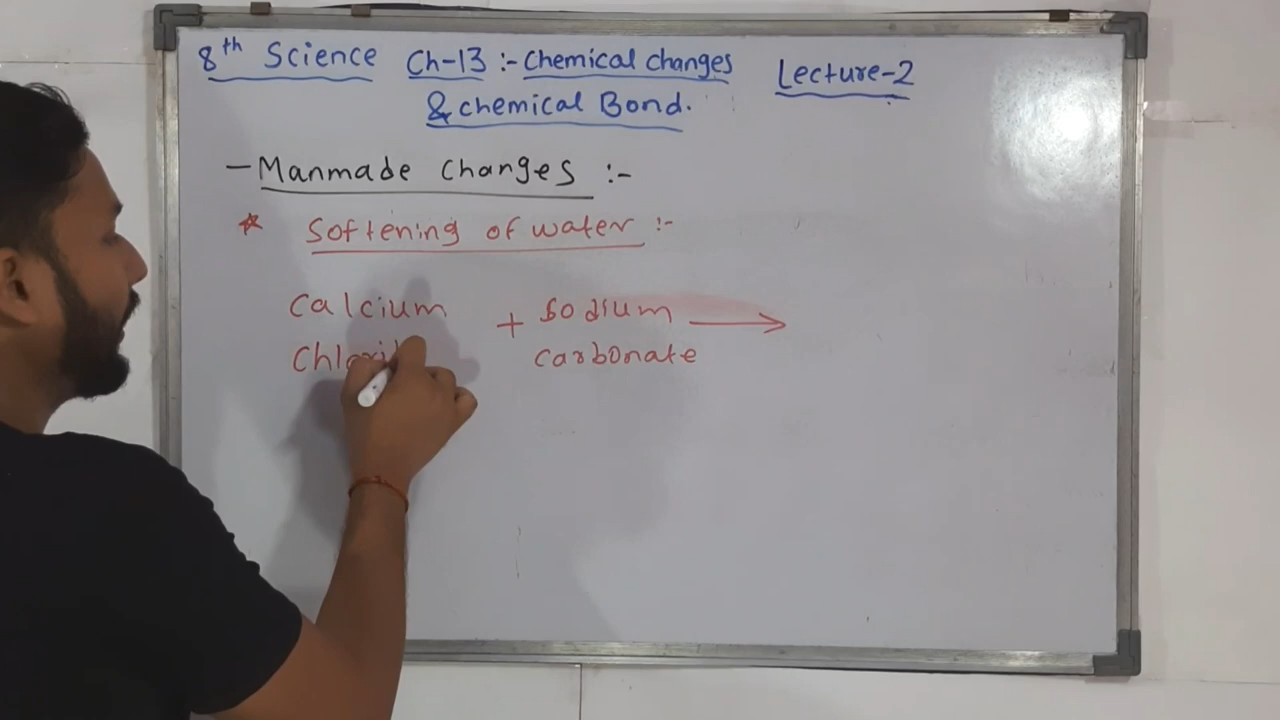 8th Science Ch-13 :- Chemical changes Lecture-2
& chemical Bond.
- Manmade changes :-
* Softening of water :-
Calcium + Sodium →
carbonate